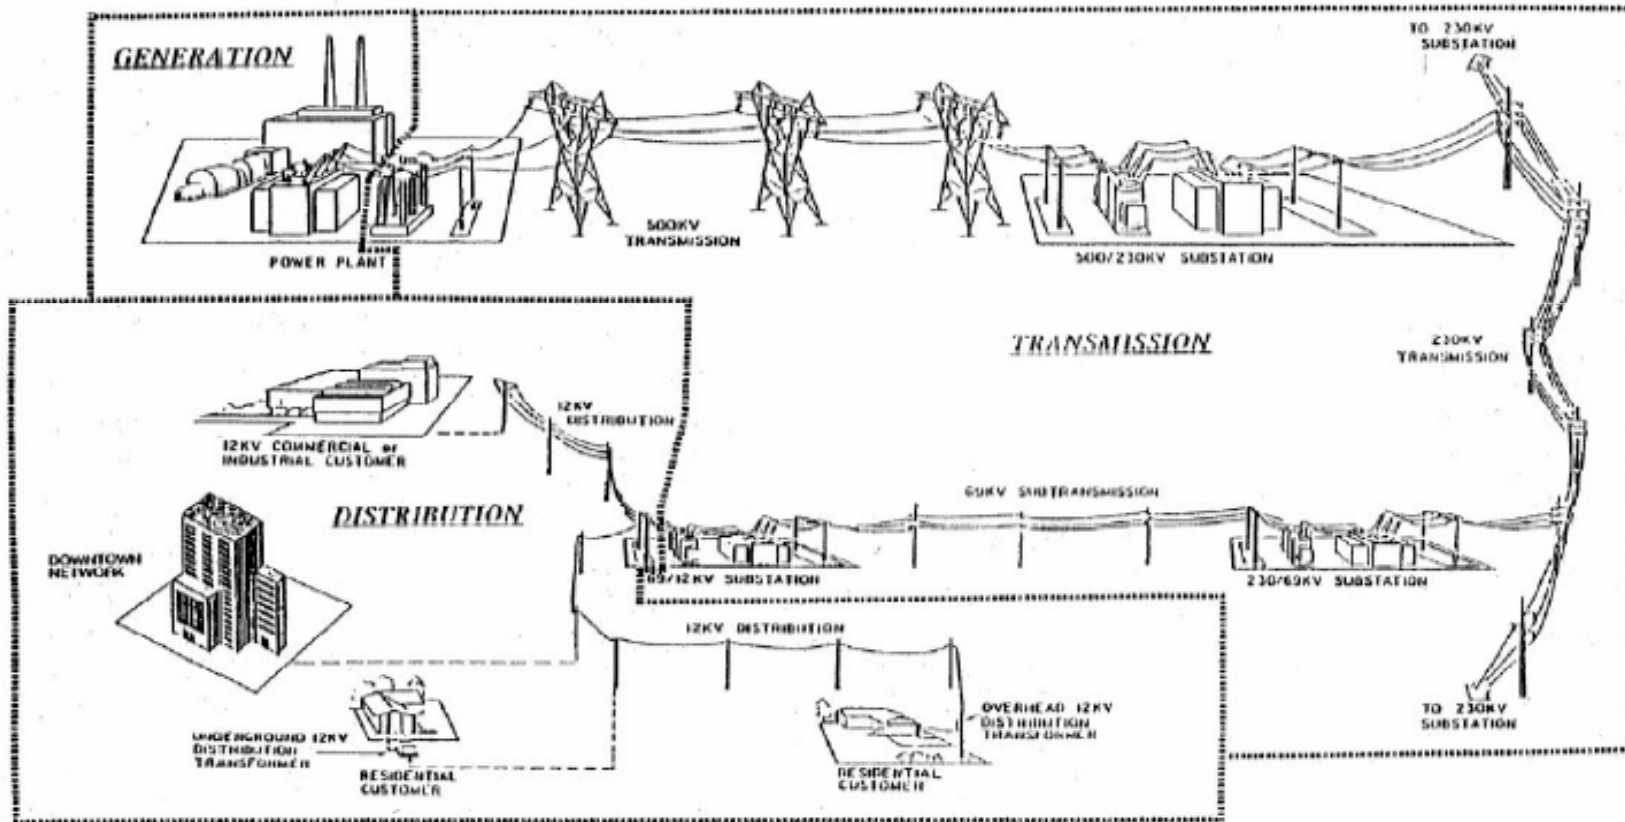 GENERATION
POWER PLANT
500KV
TRANSMISSION
500/230KV SUBSTATION
TO 230KV
SUBSTATION
TRANSMISSION
230KV
TRANSMISSION
12KV
DISTRIBUTION
12KV COMMERCIAL or
INDUSTRIAL CUSTOMER
DISTRIBUTION
69KV SUBTRANSMISSION
DOWNTOWN
NETWORK
69/12KV SUBSTATION
230/69KV SUBSTATION
12KV DISTRIBUTION
UNDERGROUND 12KV
DISTRIBUTION
TRANSFORMER
RESIDENTIAL
CUSTOMER
OVERHEAD 12KV
DISTRIBUTION
TRANSFORMER
RESIDENTIAL
CUSTOMER
TO 230KV
SUBSTATION